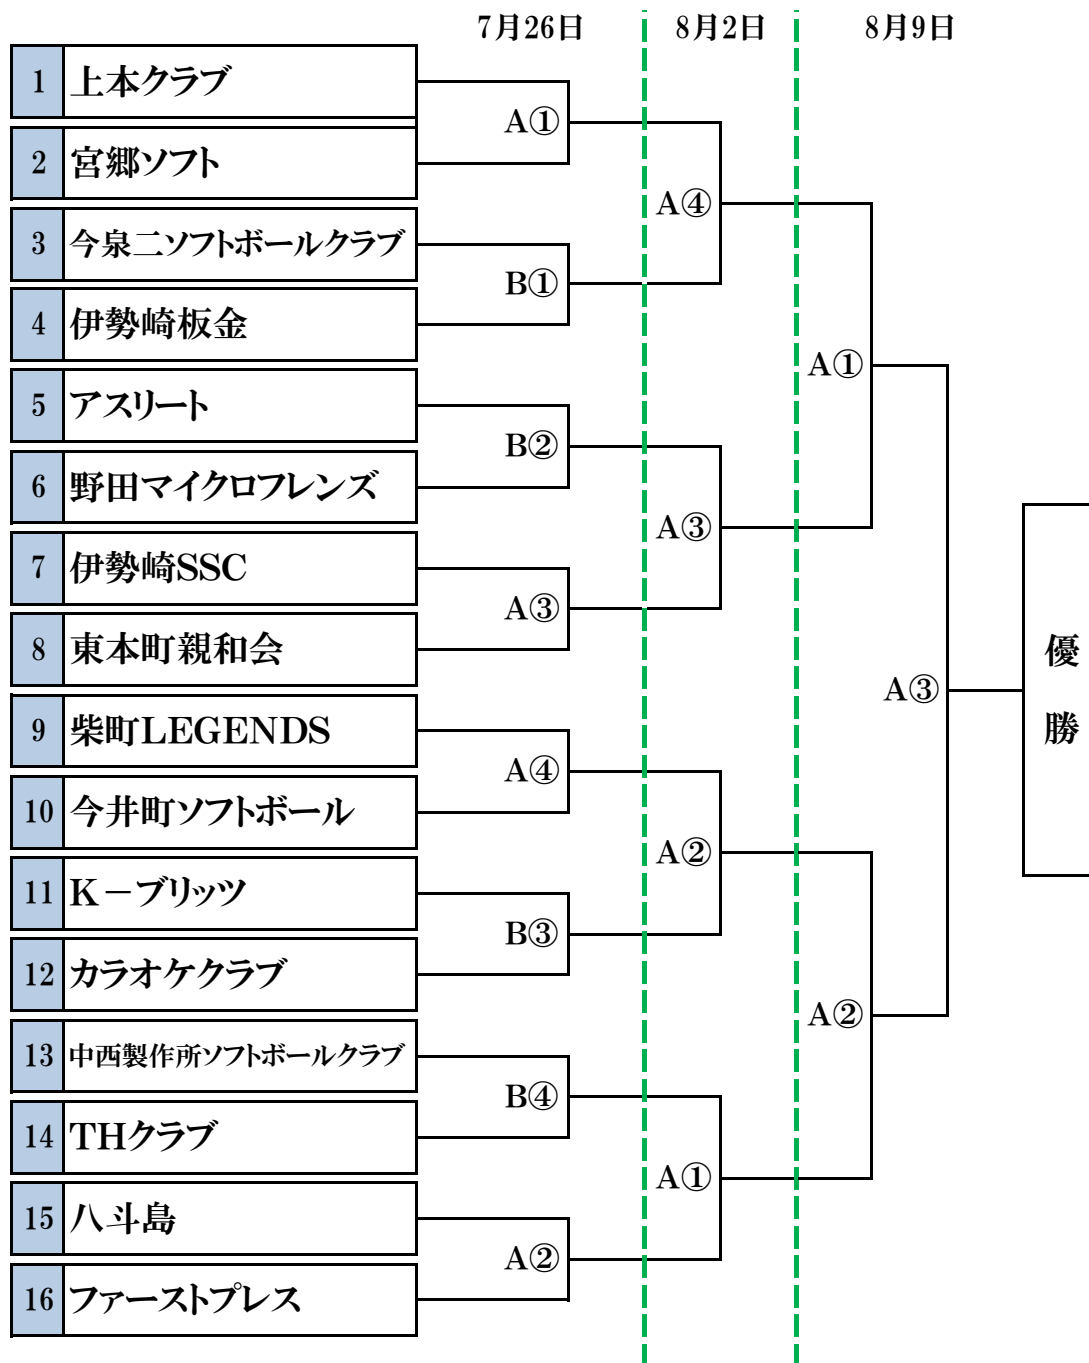 7月26日 8月2日 8月9日
1 上本クラブ
A①
2 宮郷ソフト
A④
3 今泉二ソフトボールクラブ
B①
4 伊勢崎板金
A①
5 アスリート
B②
6 野田マイクロフレンズ
A③
7 伊勢崎SSC
A③
8 東本町親和会
優勝
A③
9 柴町LEGENDS
A④
10 今井町ソフトボール
A②
11 K－ブリッツ
B③
12 カラオケクラブ
A②
13 中西製作所ソフトボールクラブ
B④
14 THクラブ
A①
15 八斗島
A②
16 ファーストプレス